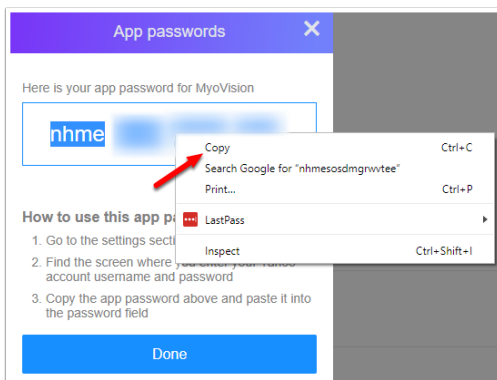 App passwords
Here is your app password for MyoVision
nhme
Copy Ctrl+C
Search Google for "nhmesosdmgrwvtee"
Print... Ctrl+P
LastPass
Inspect Ctrl+Shift+I
How to use this app pa
1. Go to the settings secti
2. Find the screen where you enter your Yahoo
account username and password
3. Copy the app password above and paste it into
the password field
Done